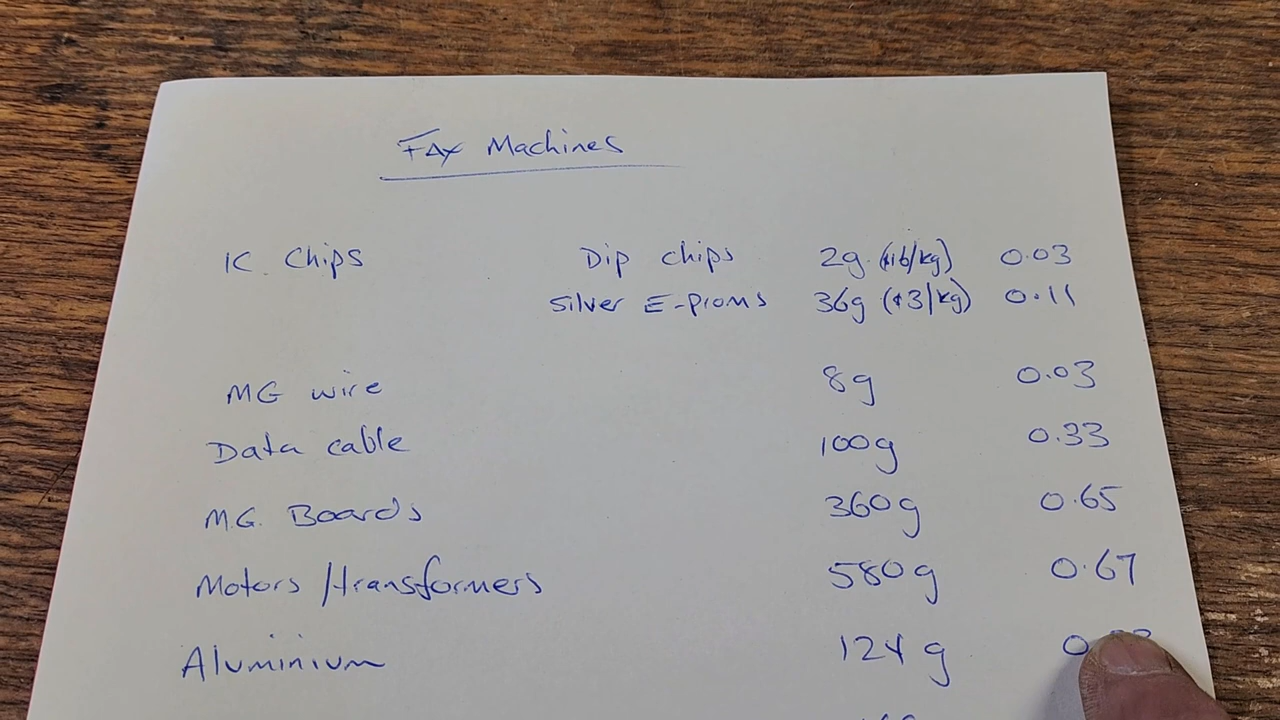 Fax Machines
IC Chips Dip chips 2g ($16/kg) 0.03
Silver E-proms 36g ($3/kg) 0.11
MG wire 8g 0.03
Data cable 100g 0.33
M.G. Boards 360g 0.65
Motors/transformers 580g 0.67
Aluminium 124g